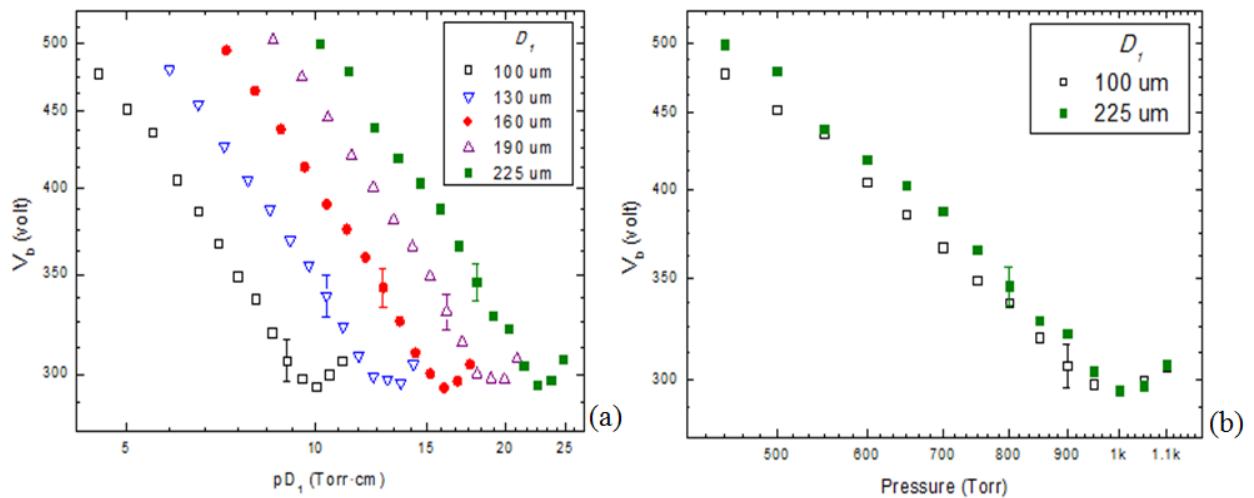 500
450
400
350
300
V_b (volt)
5
10
15
20
25
pD_1 (Torr·cm)
D_1
100 um
130 um
160 um
190 um
225 um
(a)
500
450
400
350
300
V_b (volt)
500
600
700
800
900
1k
1.1k
Pressure (Torr)
D_1
100 um
225 um
(b)